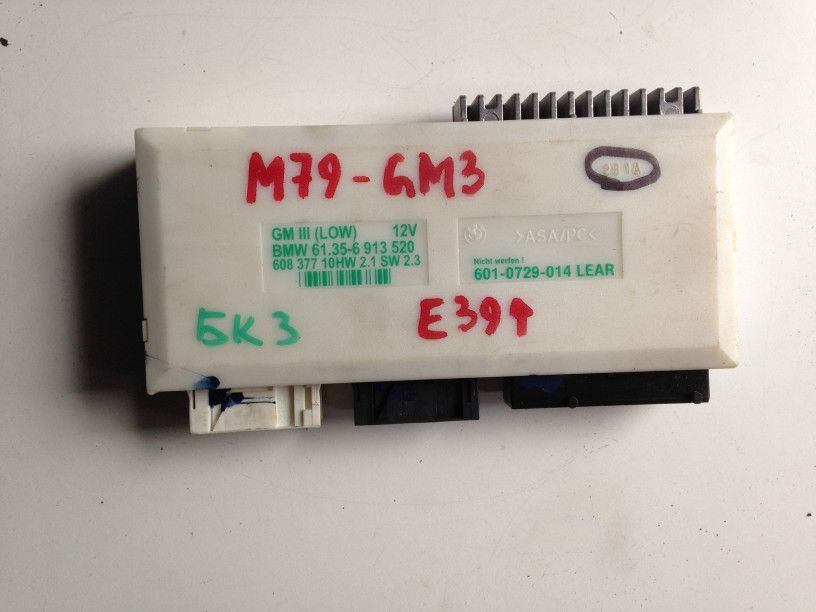 M79-GM3
GM III (LOW) 12V
BMW 61.35-6 913 520
608 377 10HW 2.1 SW 2.3
>ASA/PC<
Nicht werfen !
601-0729-014 LEAR
БК3
E39↑